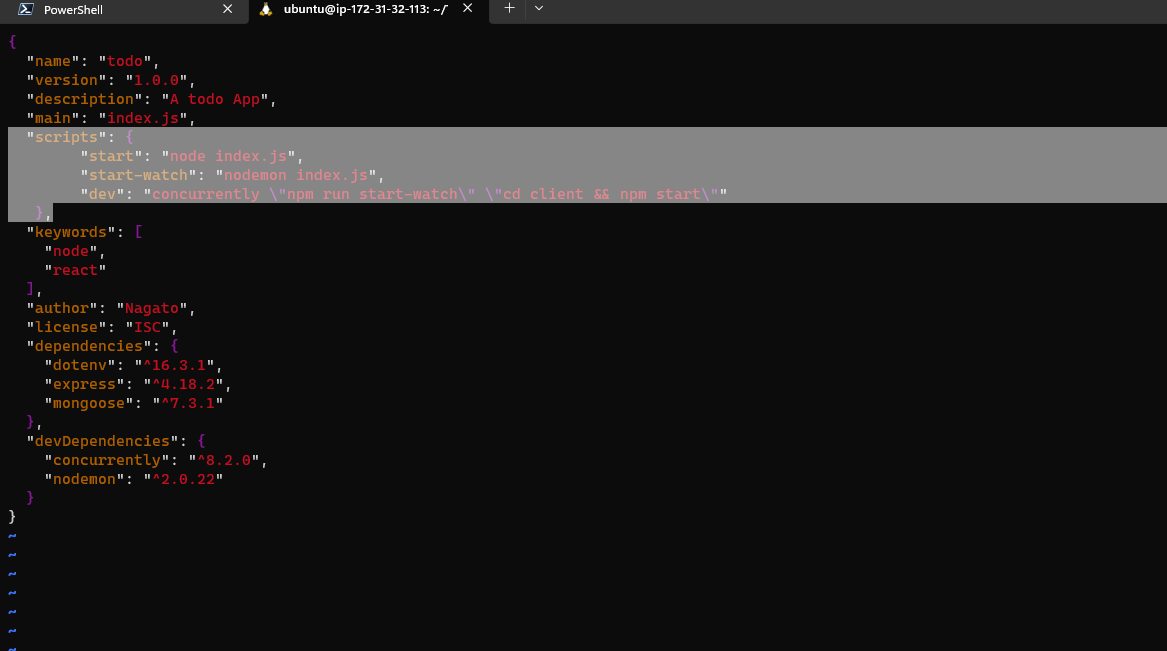 PowerShell
ubuntu@ip-172-31-32-113: ~/
{
  "name": "todo",
  "version": "1.0.0",
  "description": "A todo App",
  "main": "index.js",
  "scripts": {
        "start": "node index.js",
        "start-watch": "nodemon index.js",
        "dev": "concurrently \"npm run start-watch\" \"cd client && npm start\""
   },
  "keywords": [
    "node",
    "react"
  ],
  "author": "Nagato",
  "license": "ISC",
  "dependencies": {
    "dotenv": "^16.3.1",
    "express": "^4.18.2",
    "mongoose": "^7.3.1"
  },
  "devDependencies": {
    "concurrently": "^8.2.0",
    "nodemon": "^2.0.22"
  }
}
~
~
~
~
~
~
~